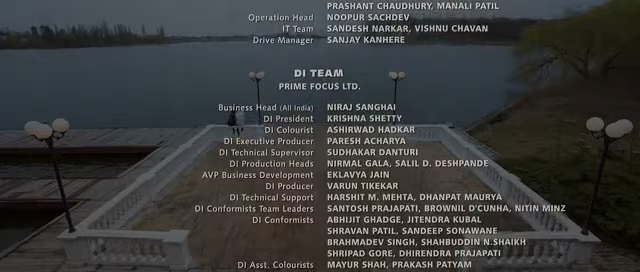 PRASHANT CHAUDHURY, MANALI PATIL
Operation Head NOOPUR SACHDEV
IT Team SANDESH NARKAR, VISHNU CHAVAN
Drive Manager SANJAY KANHERE
DI TEAM
PRIME FOCUS LTD.
Business Head (All India) NIRAJ SANGHAI
DI President KRISHNA SHETTY
DI Colourist ASHIRWAD HADKAR
DI Executive Producer PARESH ACHARYA
DI Technical Supervisor SUDHAKAR DANTURI
DI Production Heads NIRMAL GALA, SALIL D. DESHPANDE
AVP Business Development EKLAVYA JAIN
DI Producer VARUN TIKEKAR
DI Technical Support HARSHIT M. MEHTA, DHANPAT MAURYA
DI Conformists Team Leaders SANTOSH PRAJAPATI, BROWNIL D'CUNHA, NITIN MINZ
DI Conformists ABHIJIT GHADGE, JITENDRA KUBAL
SHRAVAN PATIL, SANDEEP SONAWANE
BRAHMADEV SINGH, SHAHBUDDIN N.SHAIKH
SHRIPAD GORE, DHIRENDRA PRAJAPATI
DI Asst. Colourists MAYUR SHAH, PRAKASH PATYAM